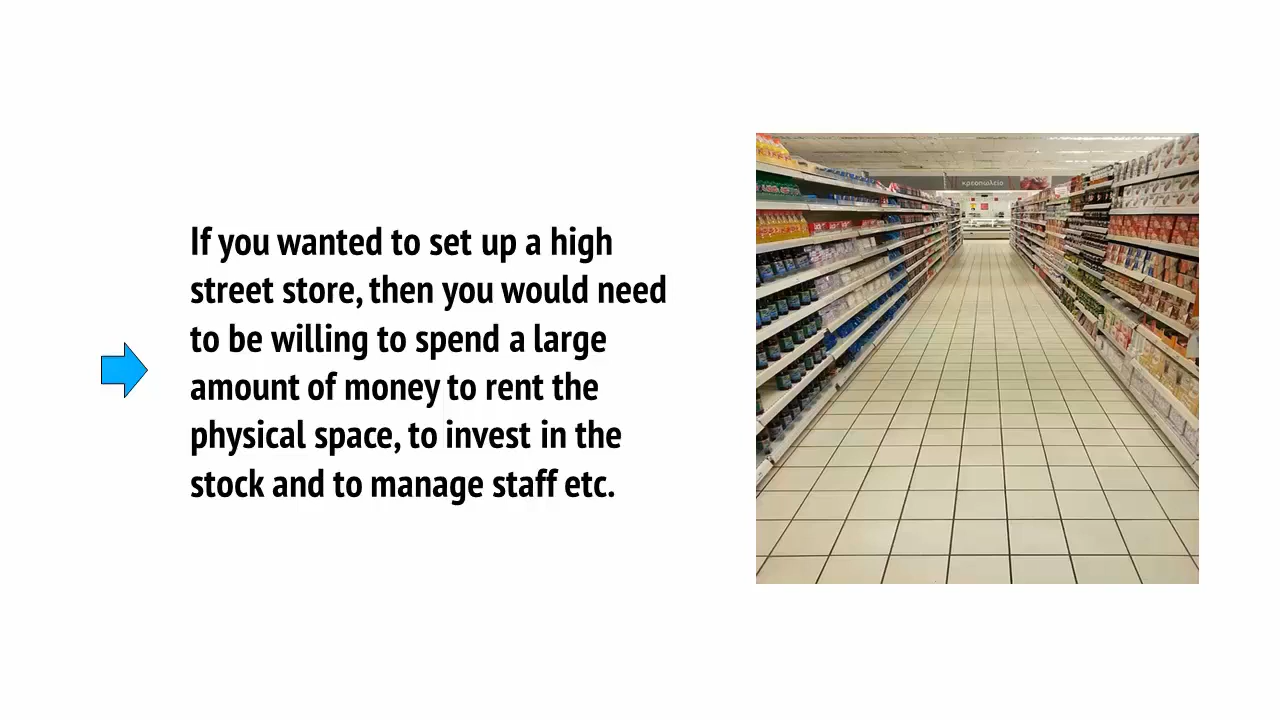 If you wanted to set up a high
street store, then you would need
to be willing to spend a large
amount of money to rent the
physical space, to invest in the
stock and to manage staff etc.
κρεοπωλείο